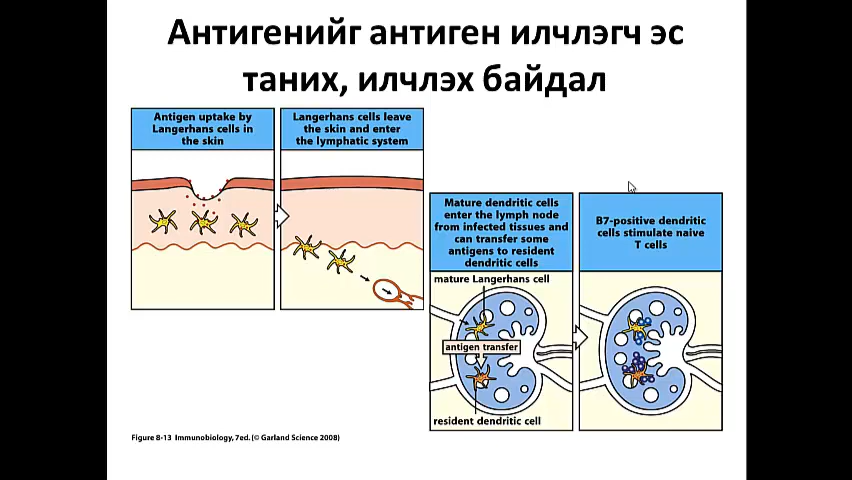 Антигенийг антиген илчлэгч эс
таних, илчлэх байдал
Antigen uptake by
Langerhans cells in
the skin
Langerhans cells leave
the skin and enter
the lymphatic system
Mature dendritic cells
enter the lymph node
from infected tissues and
can transfer some
antigens to resident
dendritic cells
B7-positive dendritic
cells stimulate naive
T cells
mature Langerhans cell
antigen transfer
resident dendritic cell
Figure 8-13 Immunobiology, 7ed. (© Garland Science 2008)